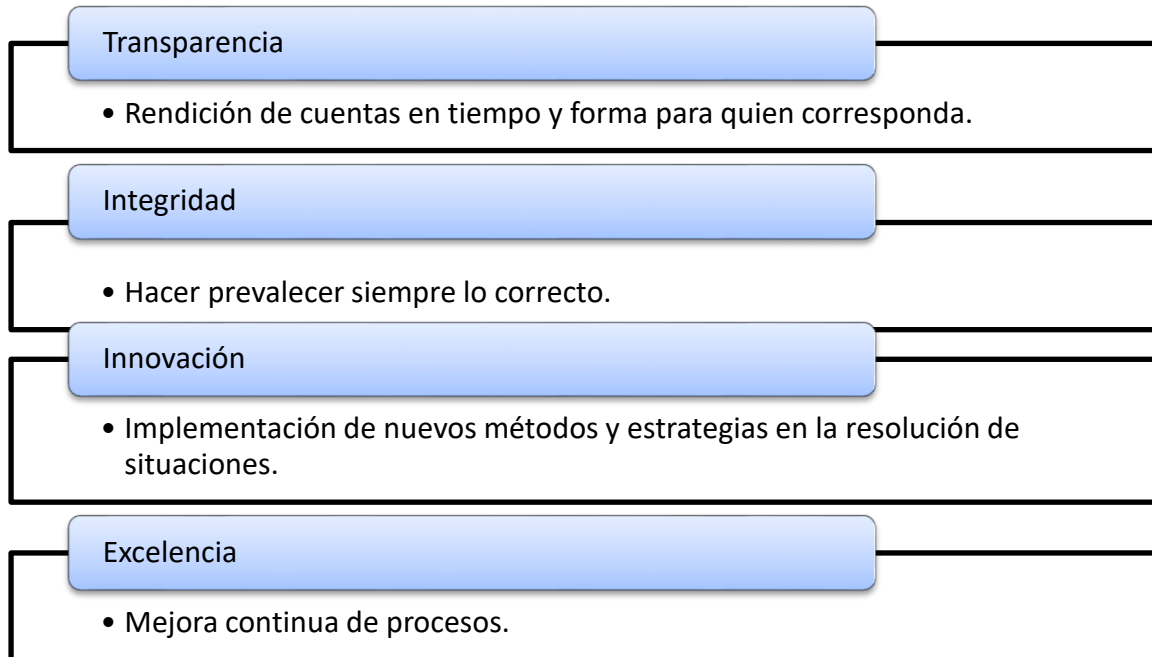 Transparencia
• Rendición de cuentas en tiempo y forma para quien corresponda.
Integridad
• Hacer prevalecer siempre lo correcto.
Innovación
• Implementación de nuevos métodos y estrategias en la resolución de
situaciones.
Excelencia
• Mejora continua de procesos.